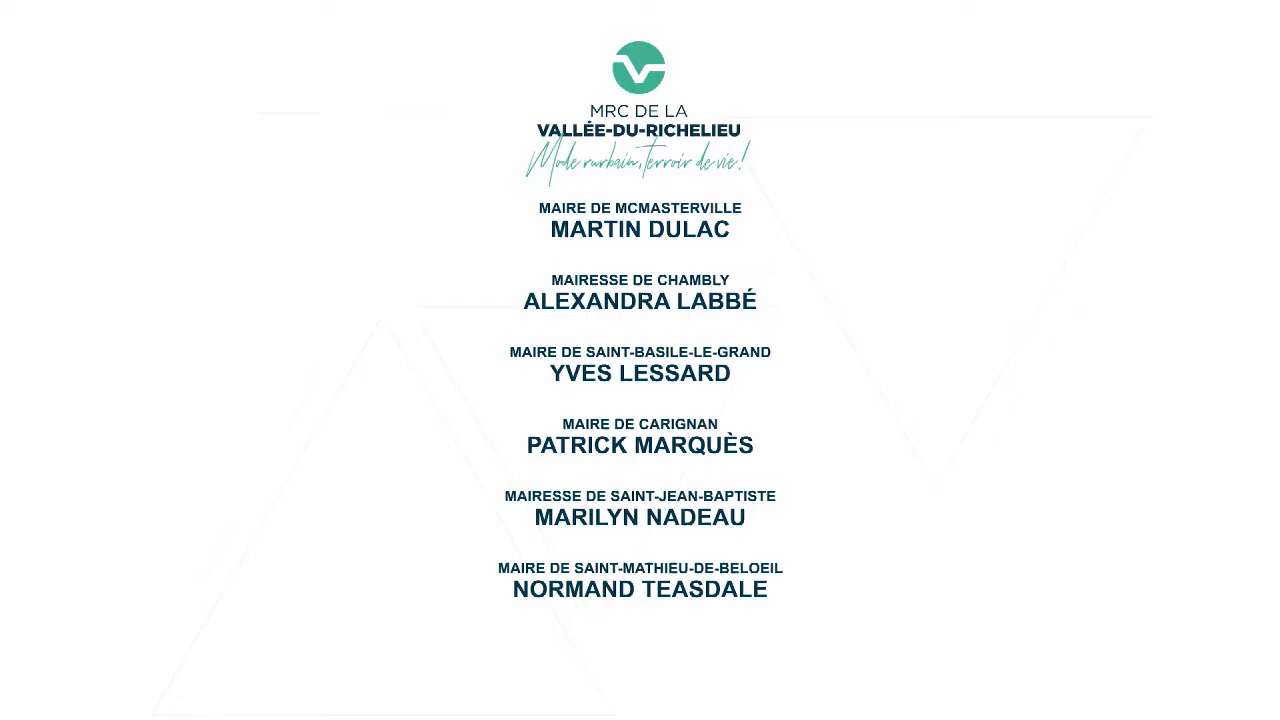 MRC DE LA
VALLÉE-DU-RICHELIEU
Mode rurbain, terroir de vie!
MAIRE DE MCMASTERVILLE
MARTIN DULAC
MAIRESSE DE CHAMBLY
ALEXANDRA LABBÉ
MAIRE DE SAINT-BASILE-LE-GRAND
YVES LESSARD
MAIRE DE CARIGNAN
PATRICK MARQUÈS
MAIRESSE DE SAINT-JEAN-BAPTISTE
MARILYN NADEAU
MAIRE DE SAINT-MATHIEU-DE-BELOEIL
NORMAND TEASDALE